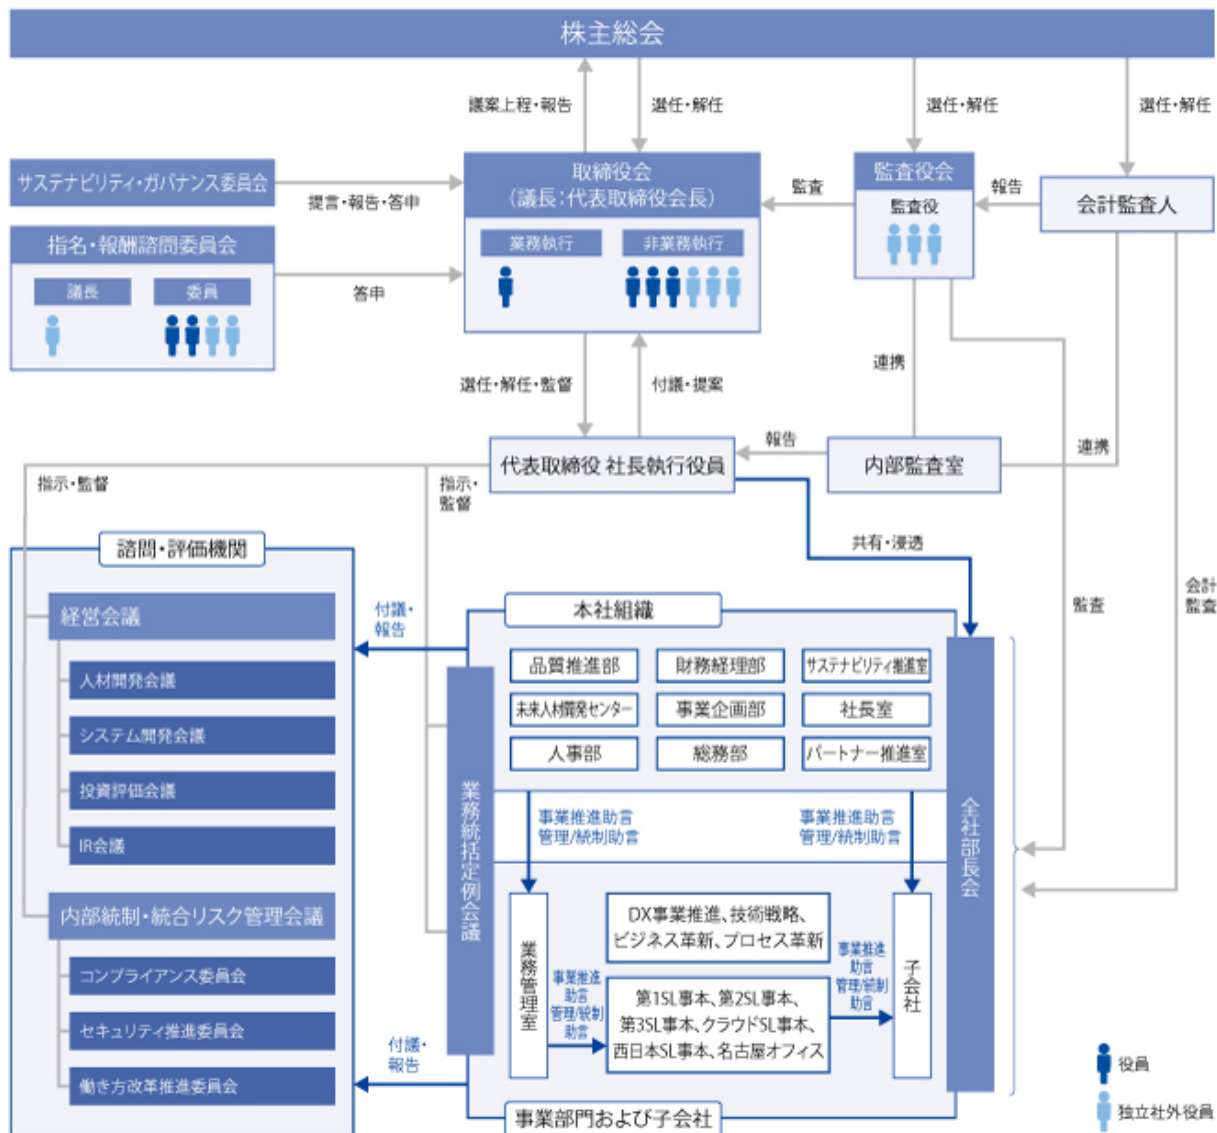 株主総会
議案上程・報告
選任・解任
選任・解任
選任・解任
サステナビリティ・ガバナンス委員会
提言・報告・答申
取締役会
(議長:代表取締役会長)
業務執行
非業務執行
監査
監査役会
監査役
報告
会計監査人
指名・報酬諮問委員会
議長
委員
答申
選任・解任・監督
付議・提案
連携
代表取締役 社長執行役員
報告
内部監査室
連携
指示・監督
指示・
監督
共有・浸透
監査
会計
監査
諮問・評価機関
経営会議
人材開発会議
システム開発会議
投資評価会議
IR会議
内部統制・統合リスク管理会議
コンプライアンス委員会
セキュリティ推進委員会
働き方改革推進委員会
付議・
報告
付議・
報告
業務統括定例会議
本社組織
品質推進部
財務経理部
サステナビリティ推進室
未来人材開発センター
事業企画部
社長室
人事部
総務部
パートナー推進室
事業推進助言
管理/統制助言
事業推進助言
管理/統制助言
全社部長会
業務管理室
事業推進
助言
管理/統制
助言
DX事業推進、技術戦略、
ビジネス革新、プロセス革新
第1SL事本、第2SL事本、
第3SL事本、クラウドSL事本、
西日本SL事本、名古屋オフィス
事業推進
助言
管理/統制
助言
子会社
事業部門および子会社
役員
独立社外役員